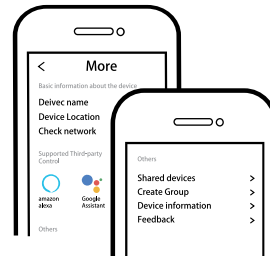 < More
Basic information about the device
Deivec name
Device Location
Check network
Supported Third-party
Control
amazon
alexa
Google
Assistant
Others
Others
Shared devices >
Create Group >
Device information >
Feedback >